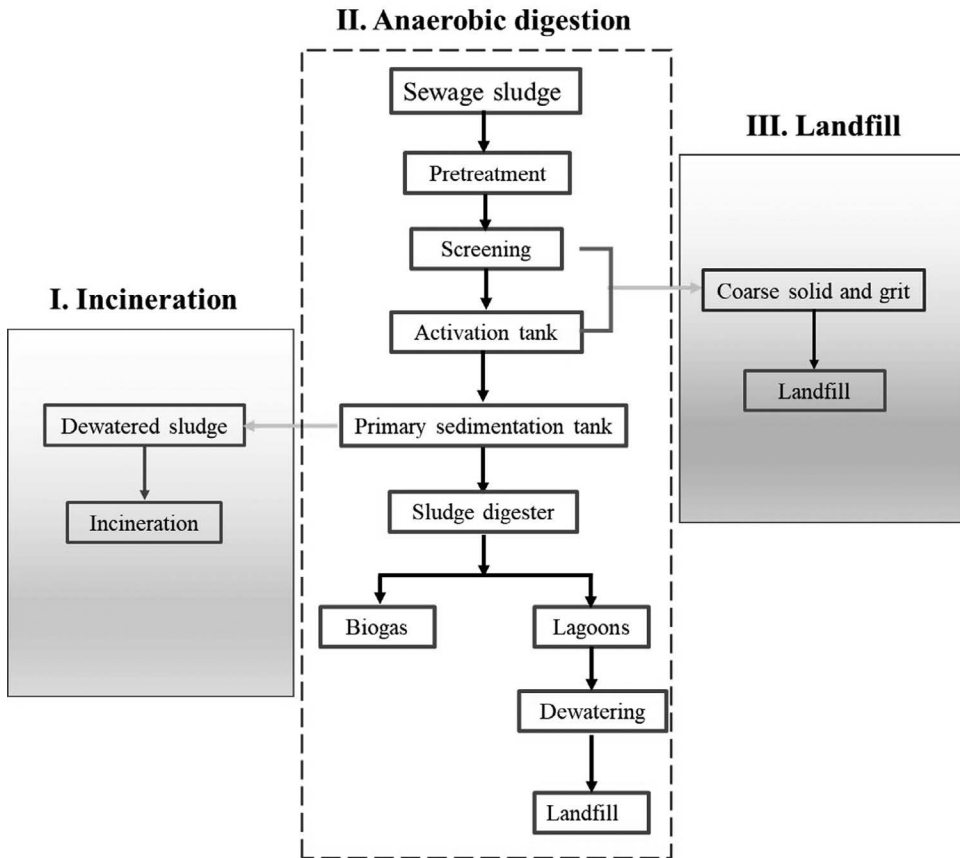 II. Anaerobic digestion
Sewage sludge
Pretreatment
Screening
Activation tank
Primary sedimentation tank
Sludge digester
Biogas
Lagoons
Dewatering
Landfill
I. Incineration
Dewatered sludge
Incineration
III. Landfill
Coarse solid and grit
Landfill